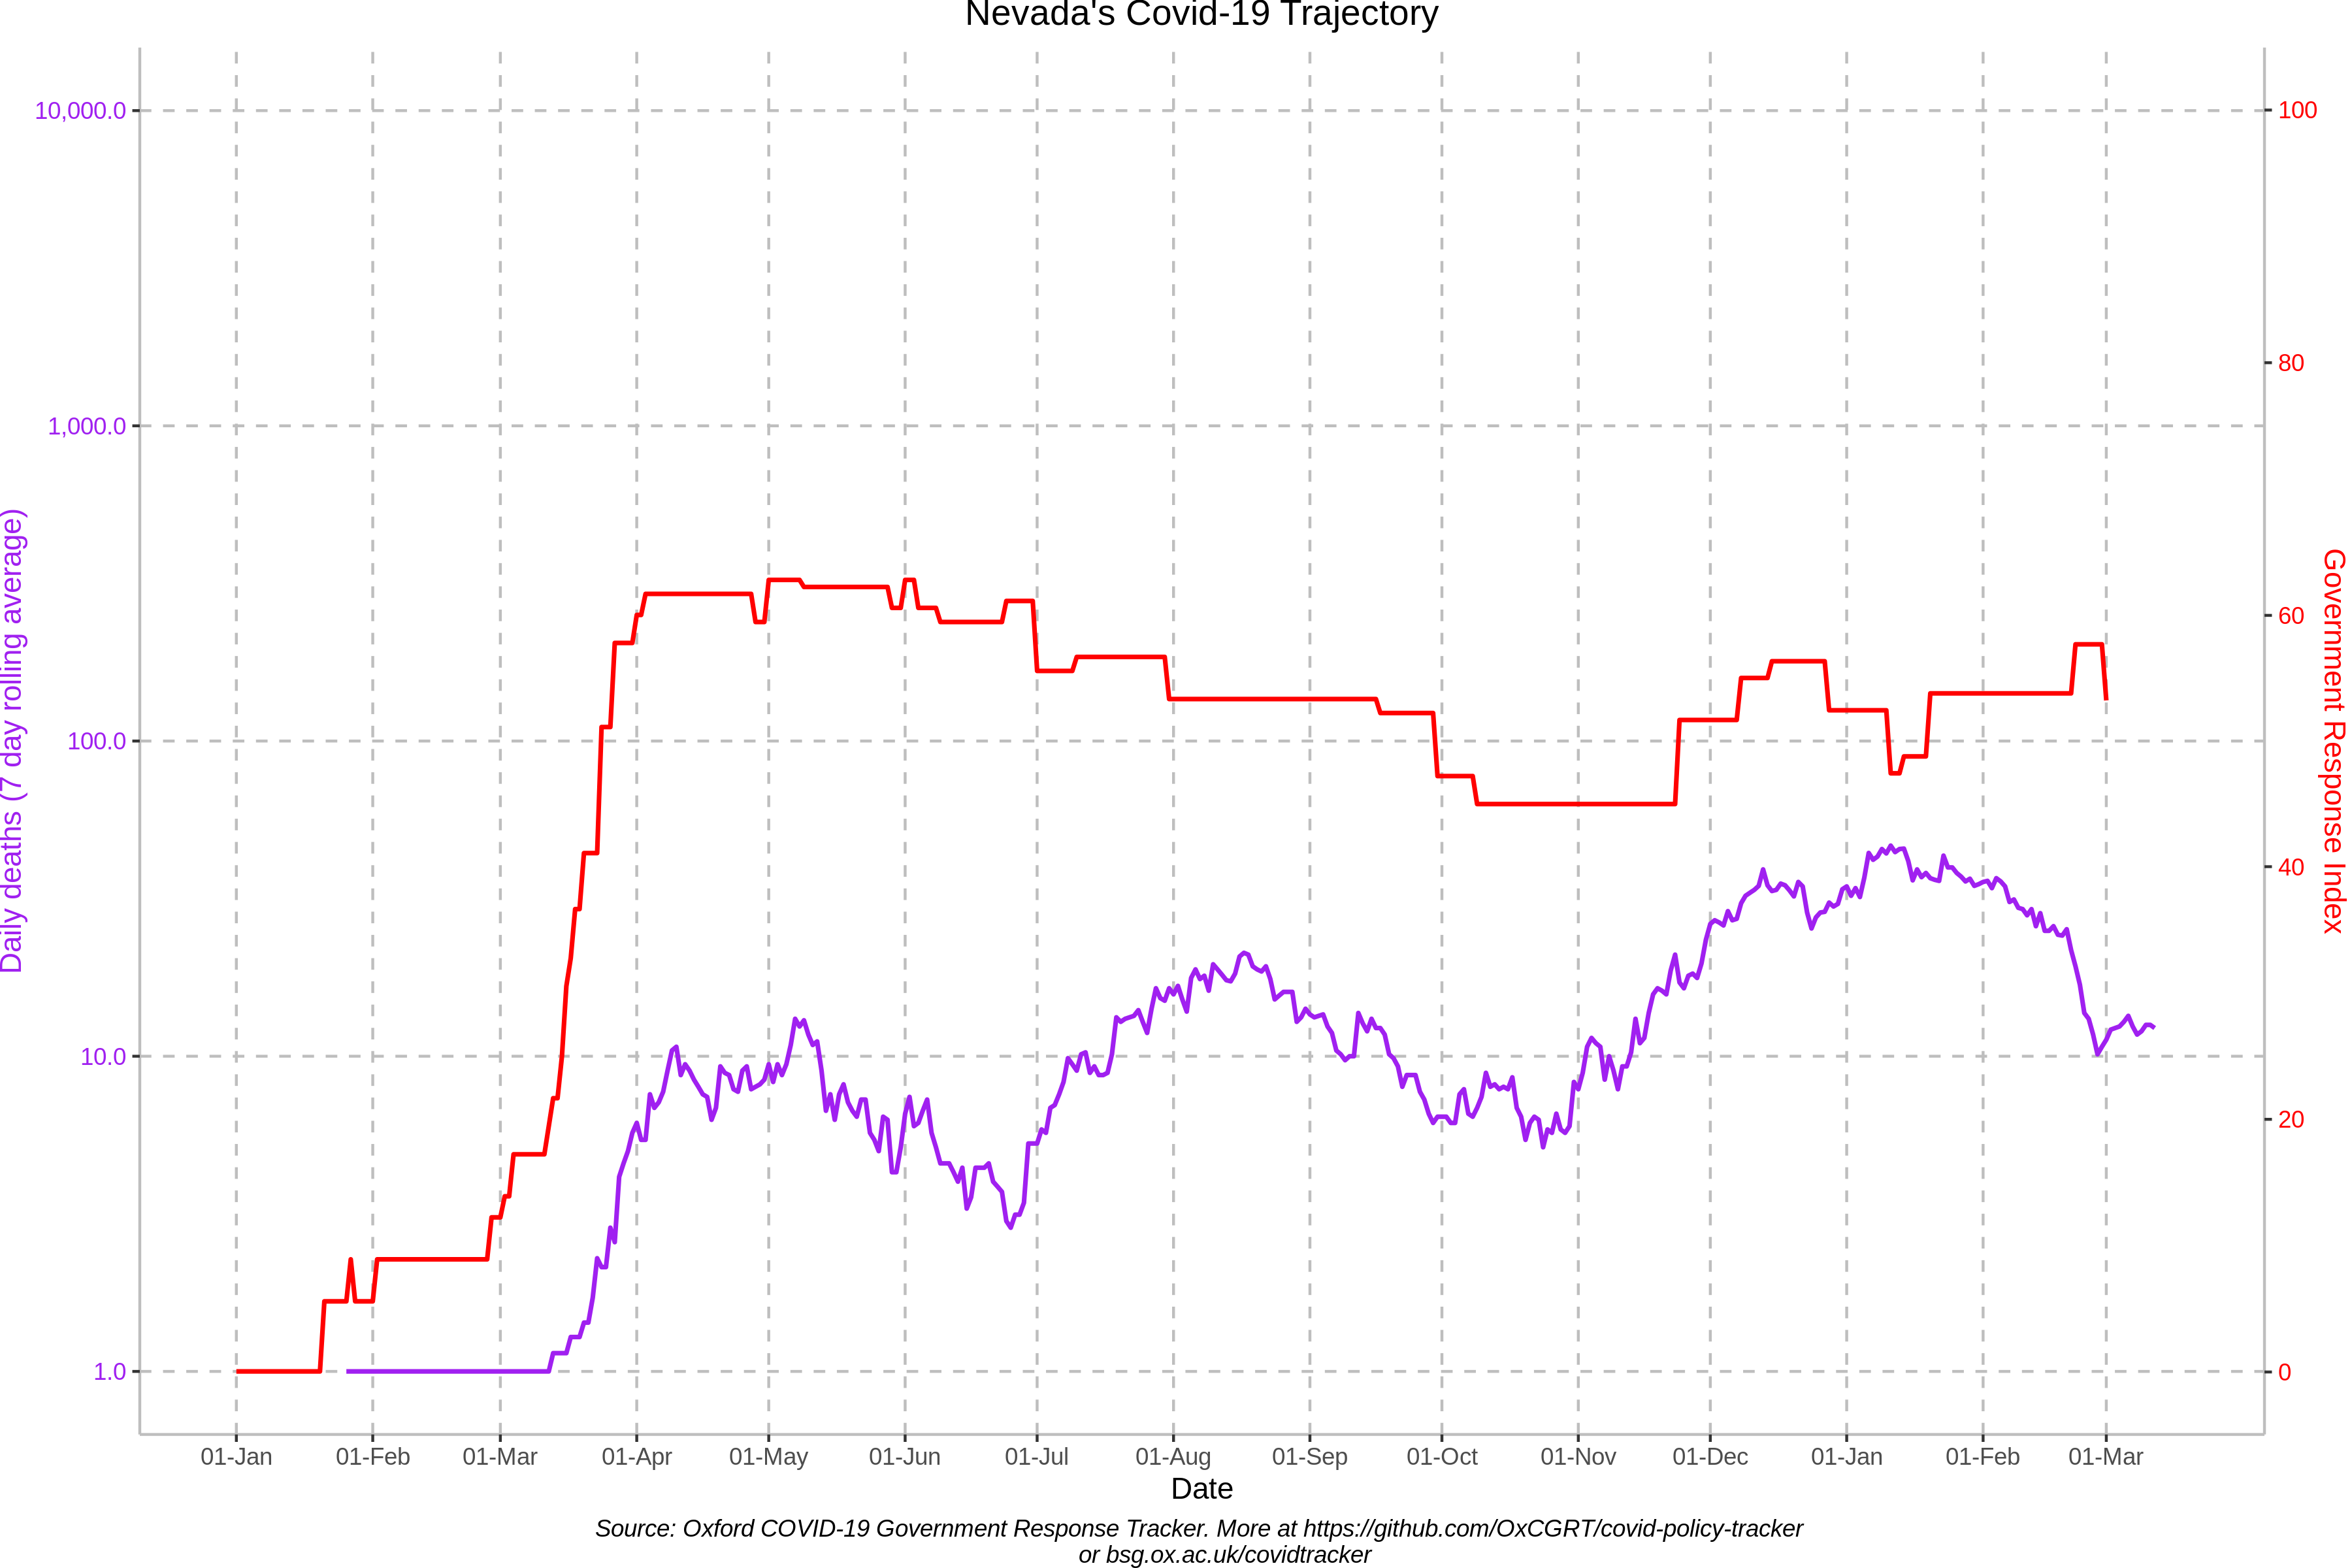 Nevada's Covid-19 Trajectory
10,000.0
1,000.0
100.0
10.0
1.0
Daily deaths (7 day rolling average)
100
80
60
40
20
0
Government Response Index
01-Jan
01-Feb
01-Mar
01-Apr
01-May
01-Jun
01-Jul
01-Aug
01-Sep
01-Oct
01-Nov
01-Dec
01-Jan
01-Feb
01-Mar
Date
Source: Oxford COVID-19 Government Response Tracker. More at https://github.com/OxCGRT/covid-policy-tracker
or bsg.ox.ac.uk/covidtracker